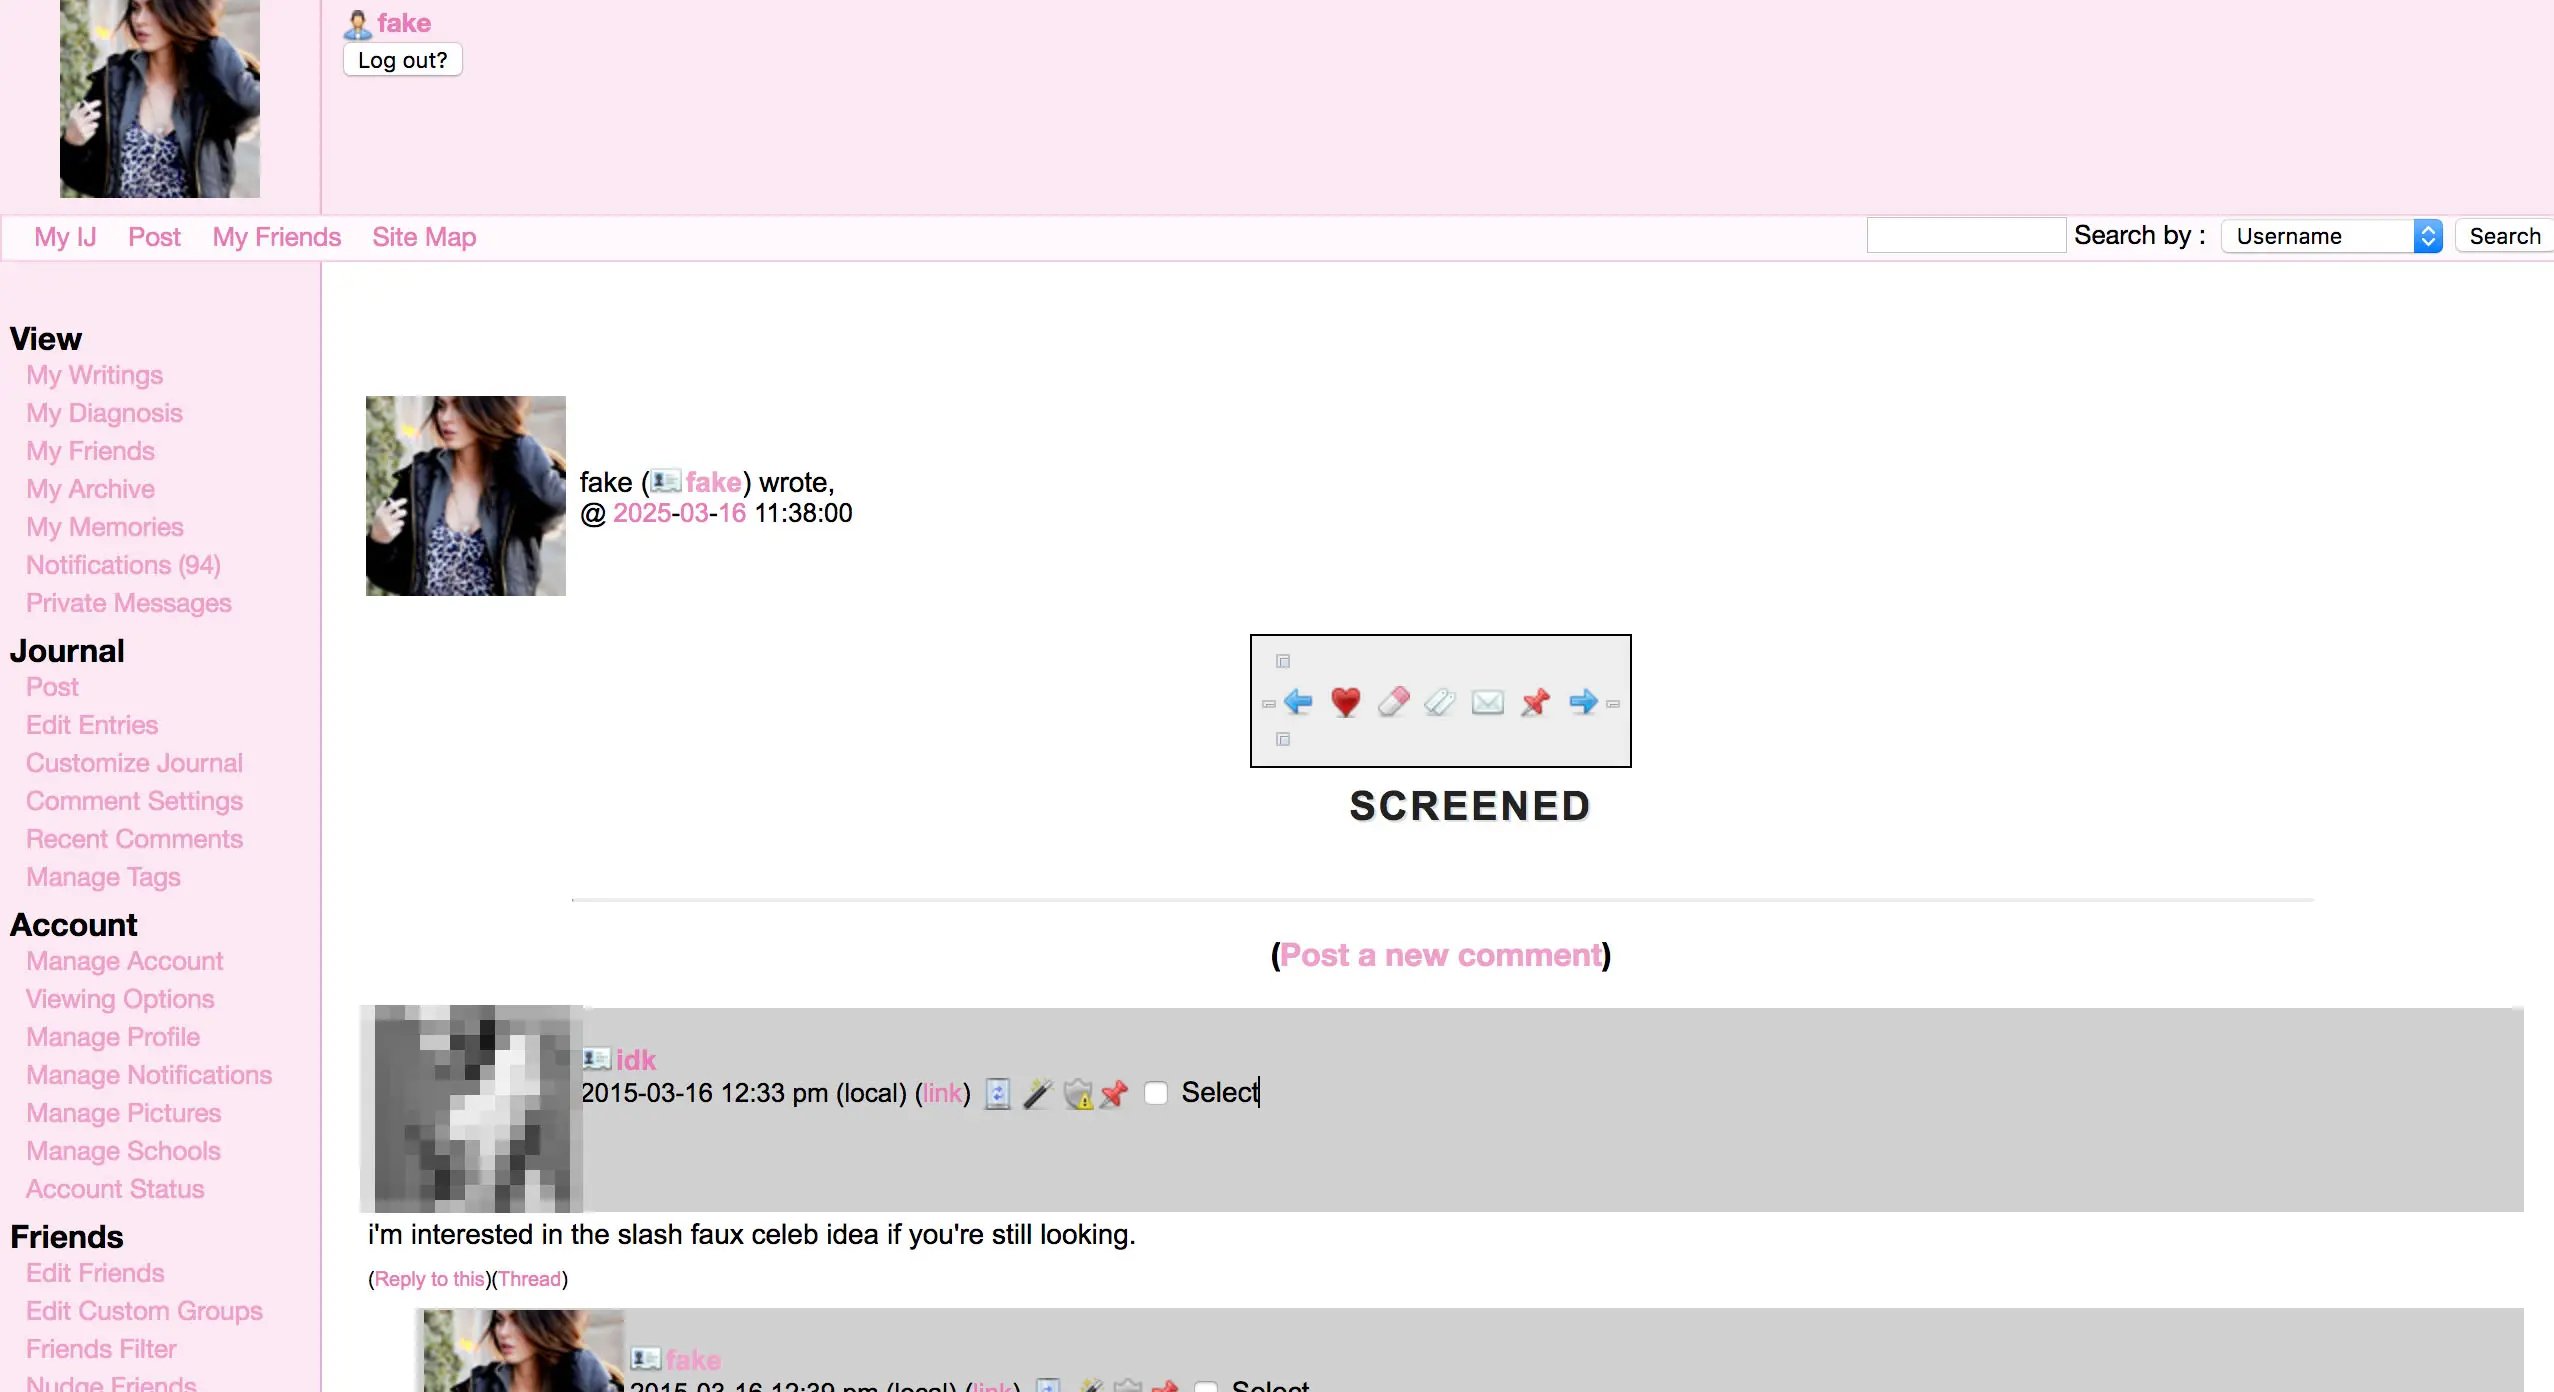 fake
Log out?
My IJ Post My Friends Site Map
Search by : Username Search
View
My Writings
My Diagnosis
My Friends
My Archive
My Memories
Notifications (94)
Private Messages
Journal
Post
Edit Entries
Customize Journal
Comment Settings
Recent Comments
Manage Tags
Account
Manage Account
Viewing Options
Manage Profile
Manage Notifications
Manage Pictures
Manage Schools
Account Status
Friends
Edit Friends
Edit Custom Groups
Friends Filter
Nudge Friends
fake (fake) wrote,
@ 2025-03-16 11:38:00
SCREENED
(Post a new comment)
idk
2015-03-16 12:33 pm (local) (link) Select
i'm interested in the slash faux celeb idea if you're still looking.
(Reply to this)(Thread)
fake
2015-03-16 12:39 pm (local) (link) Select